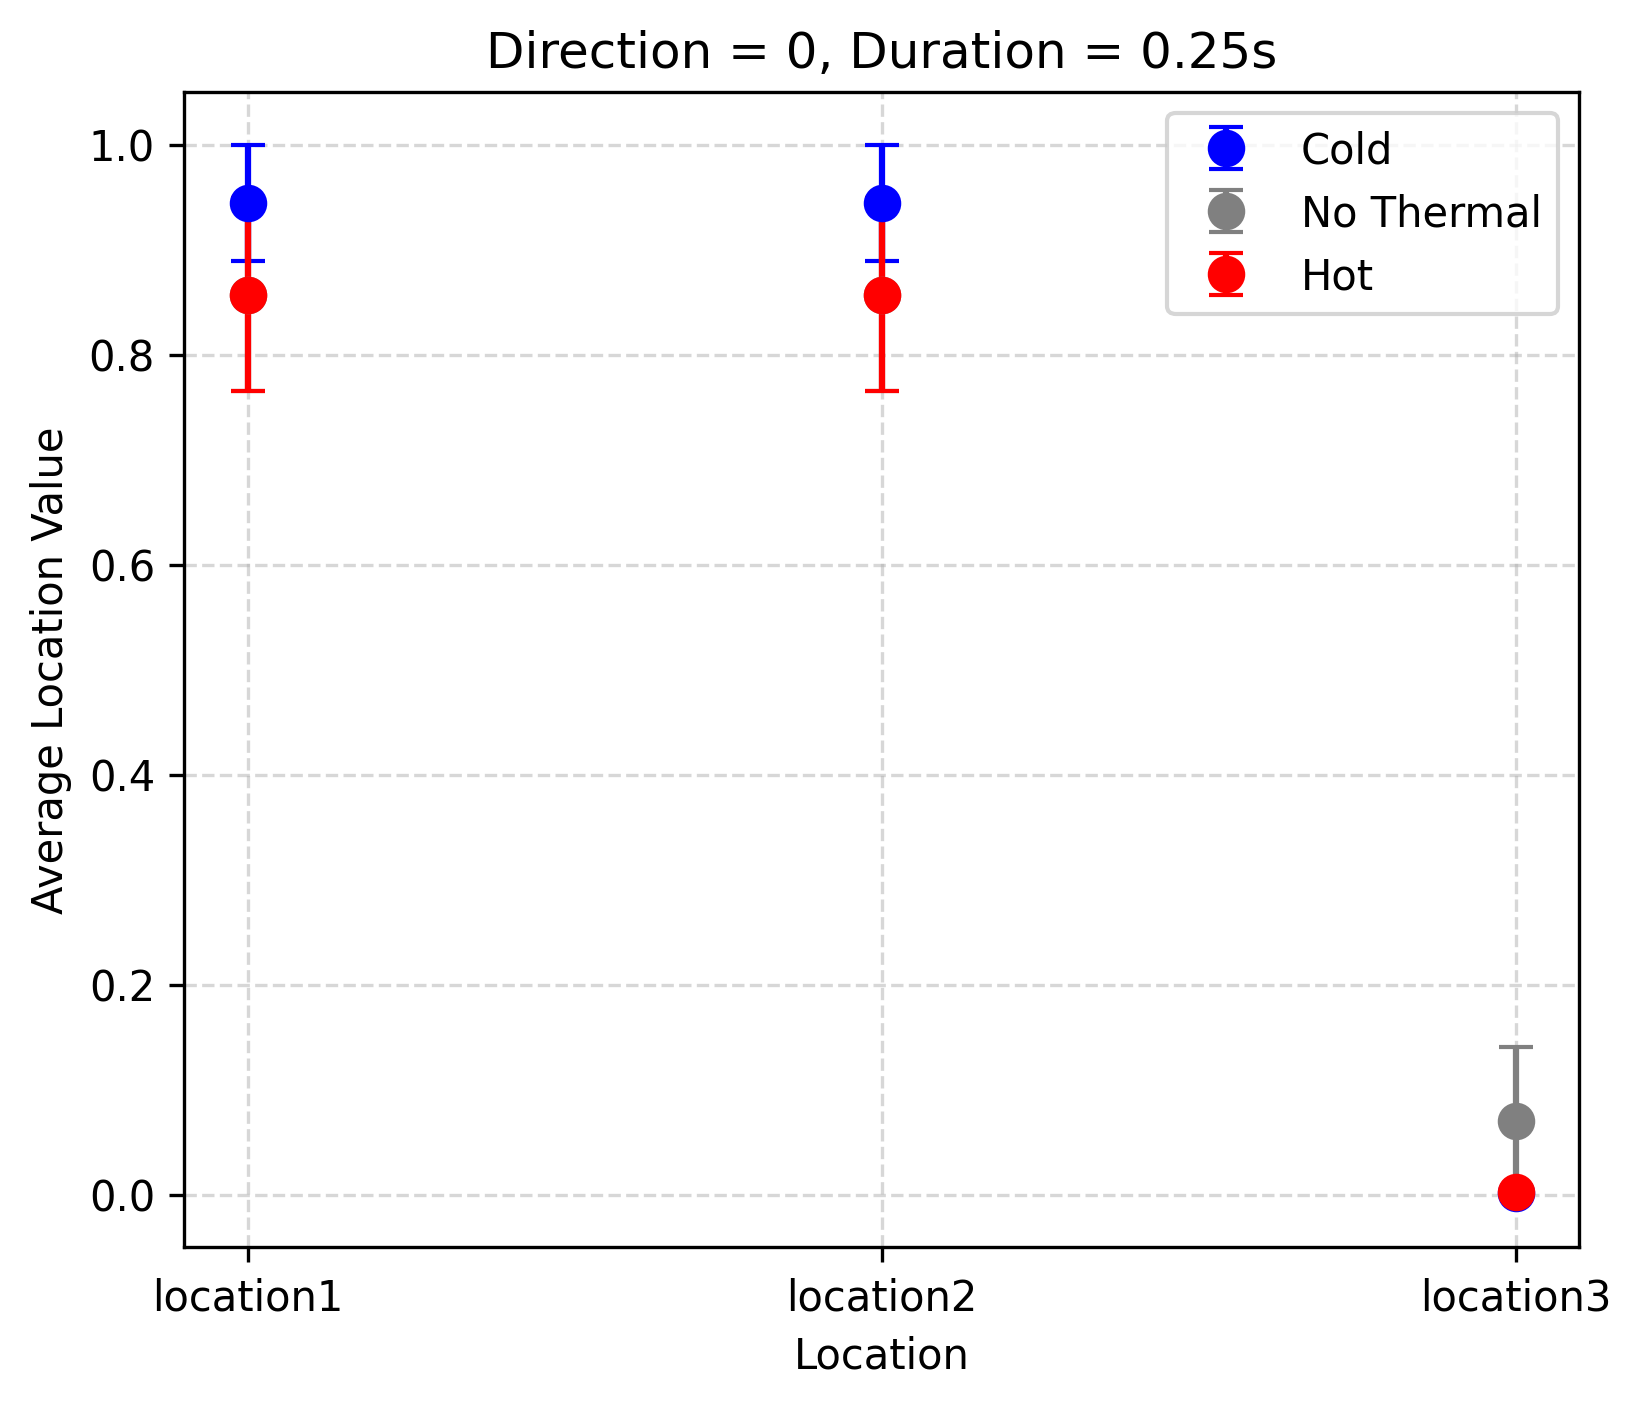 Direction = 0, Duration = 0.25s
Cold
No Thermal
Hot
Average Location Value
1.0
0.8
0.6
0.4
0.2
0.0
location1
location2
location3
Location